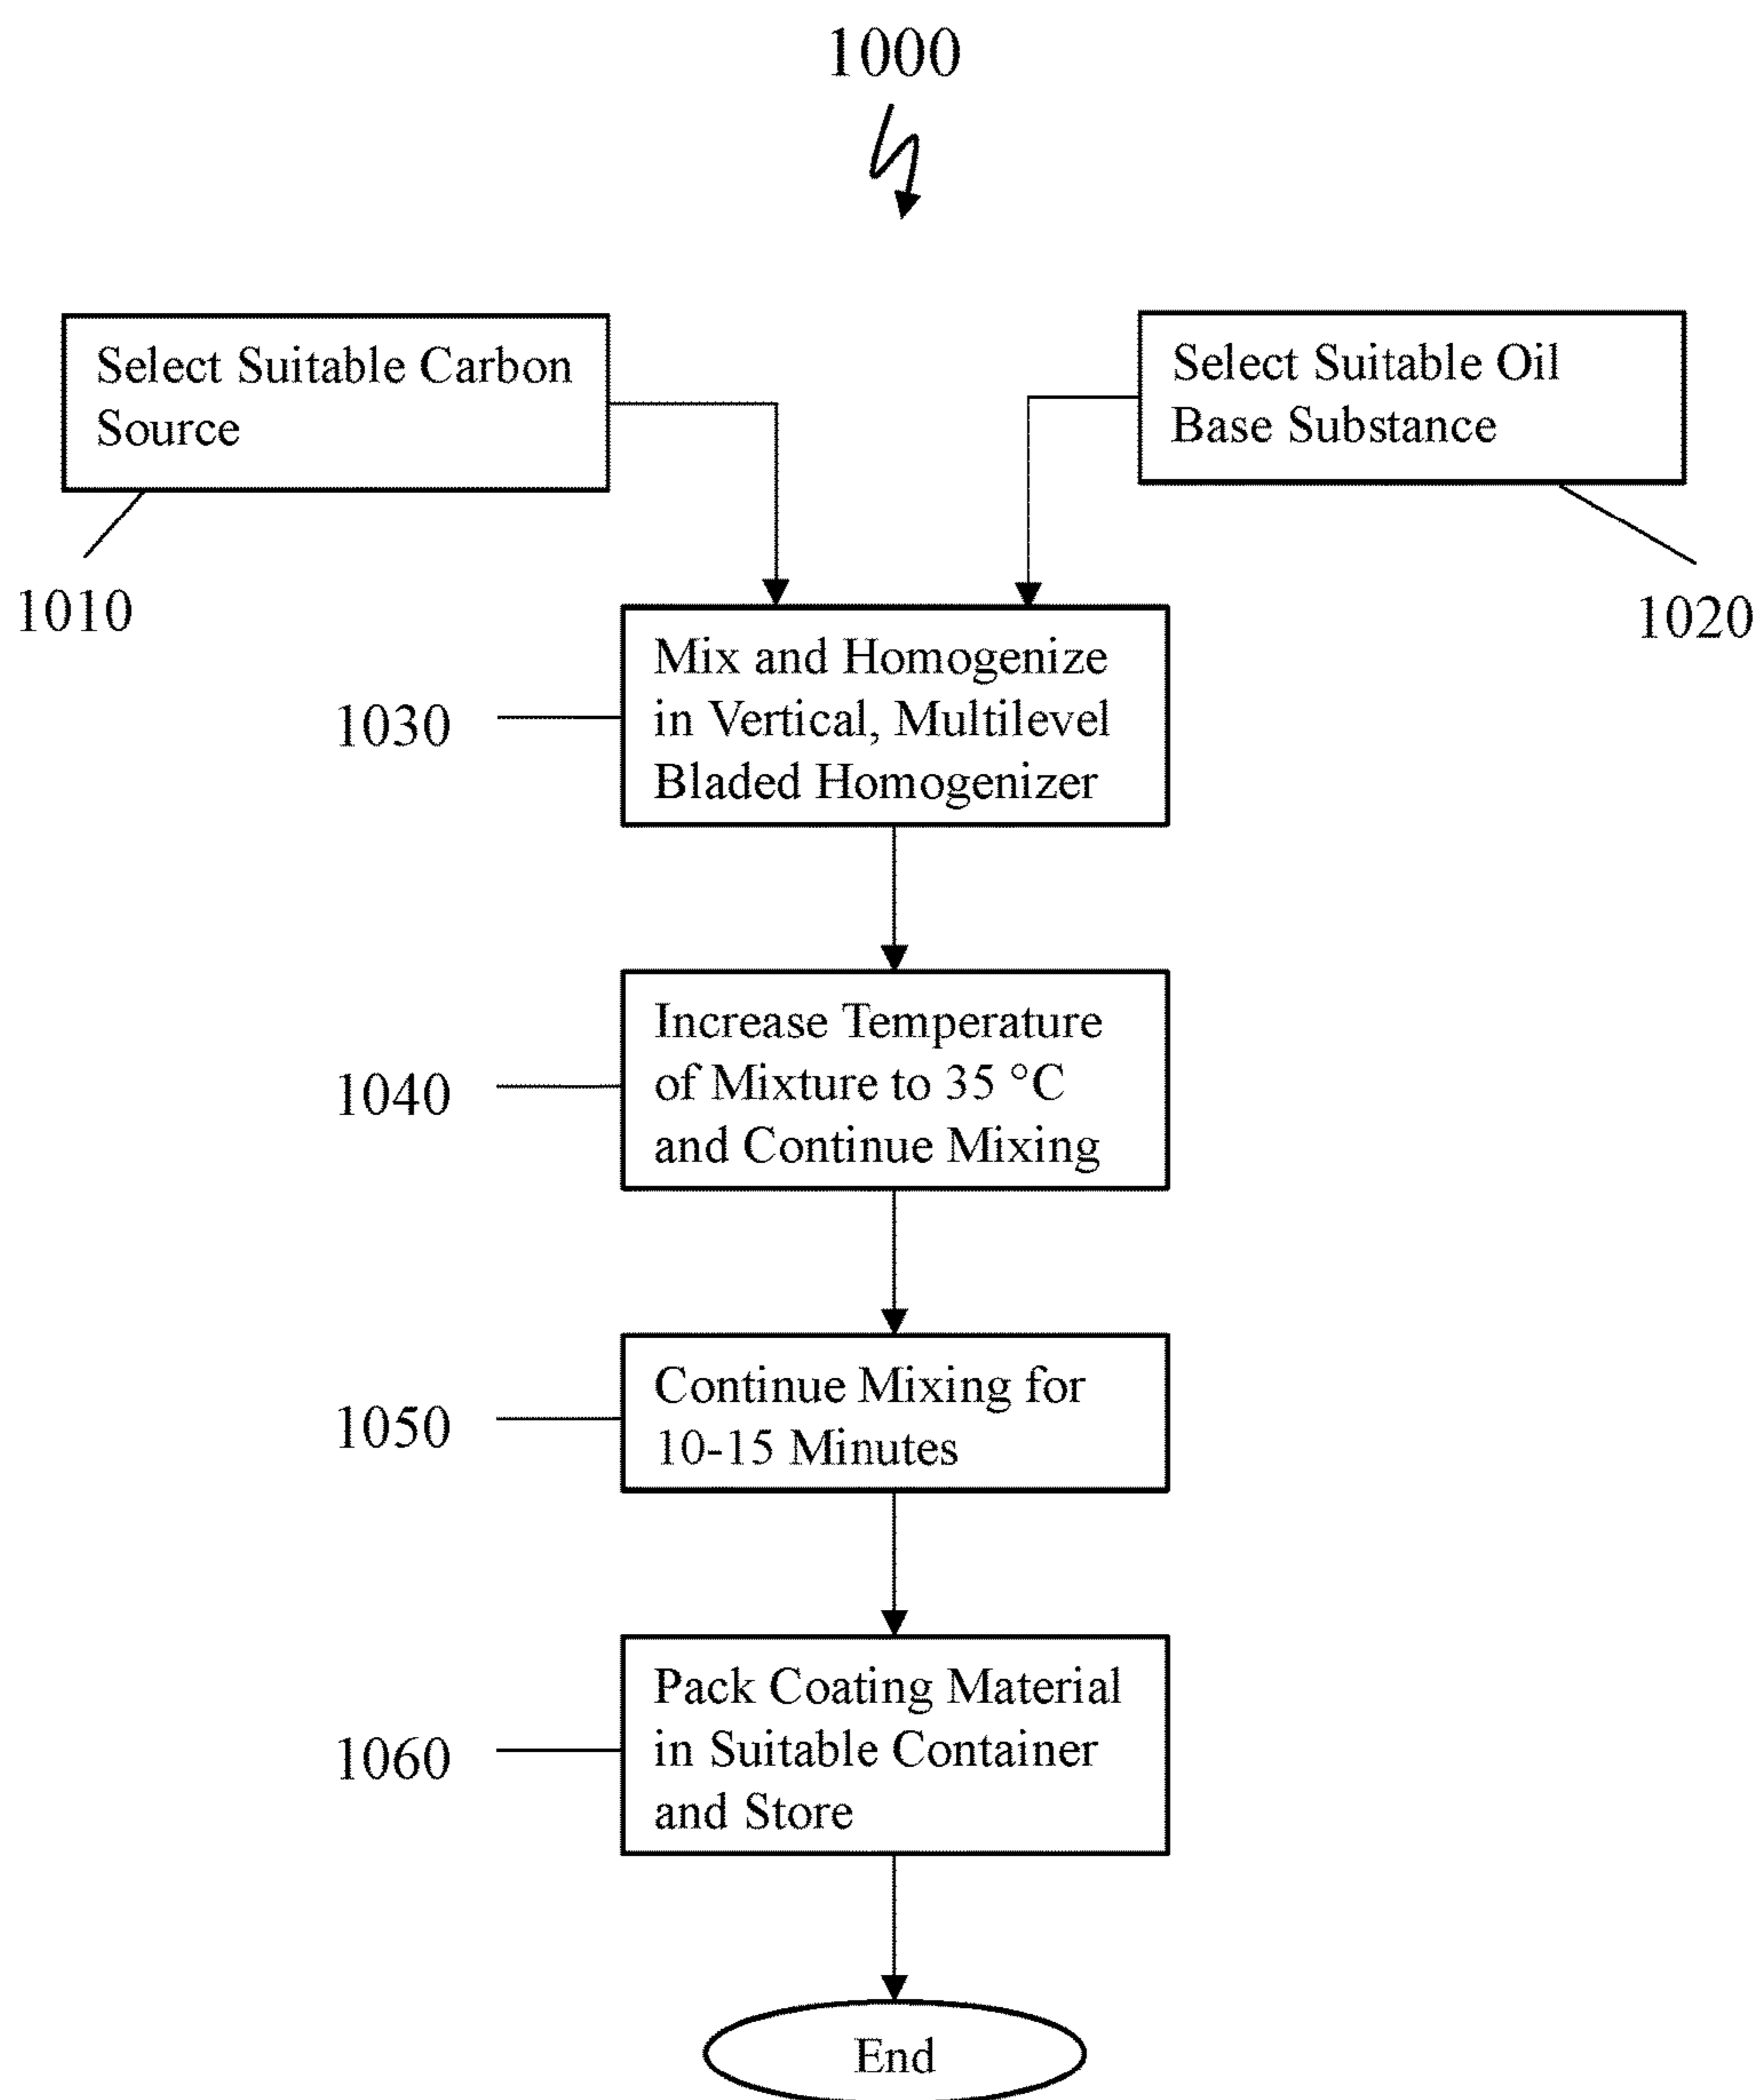 1000
Select Suitable Carbon
Source
Select Suitable Oil
Base Substance
1010
1020
Mix and Homogenize
in Vertical, Multilevel
Bladed Homogenizer
1030
Increase Temperature
of Mixture to 35 °C
and Continue Mixing
1040
Continue Mixing for
10-15 Minutes
1050
Pack Coating Material
in Suitable Container
and Store
1060
End